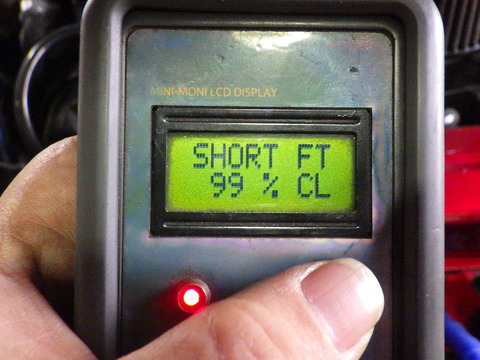 MINI-MONI LCD DISPLAY
SHORT FT
99 % CL